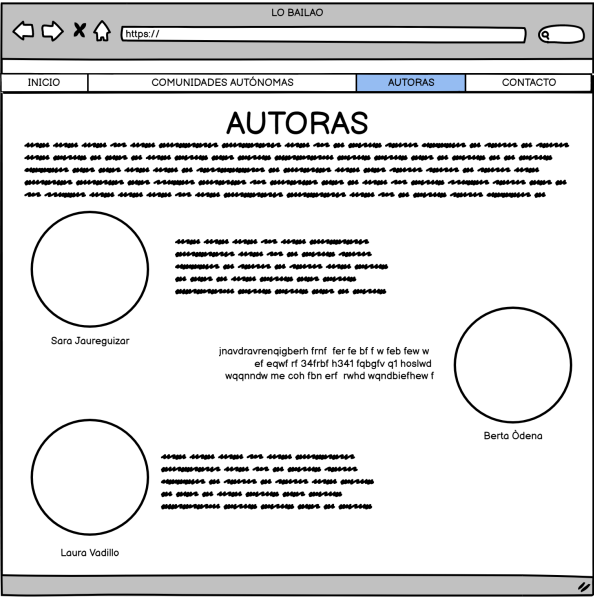 LO BAILAO
https://
INICIO
COMUNIDADES AUTÓNOMAS
AUTORAS
CONTACTO
AUTORAS
Sara Jaureguizar
jnavdravrenqigberh frnf fer fe bf f w feb few w
ef eqwf rf 34frbf h341 fqbgfv q1 hoslwd
wqqnndw me coh fbn erf rwhd wqndbiefhew f
Berta Òdena
Laura Vadillo